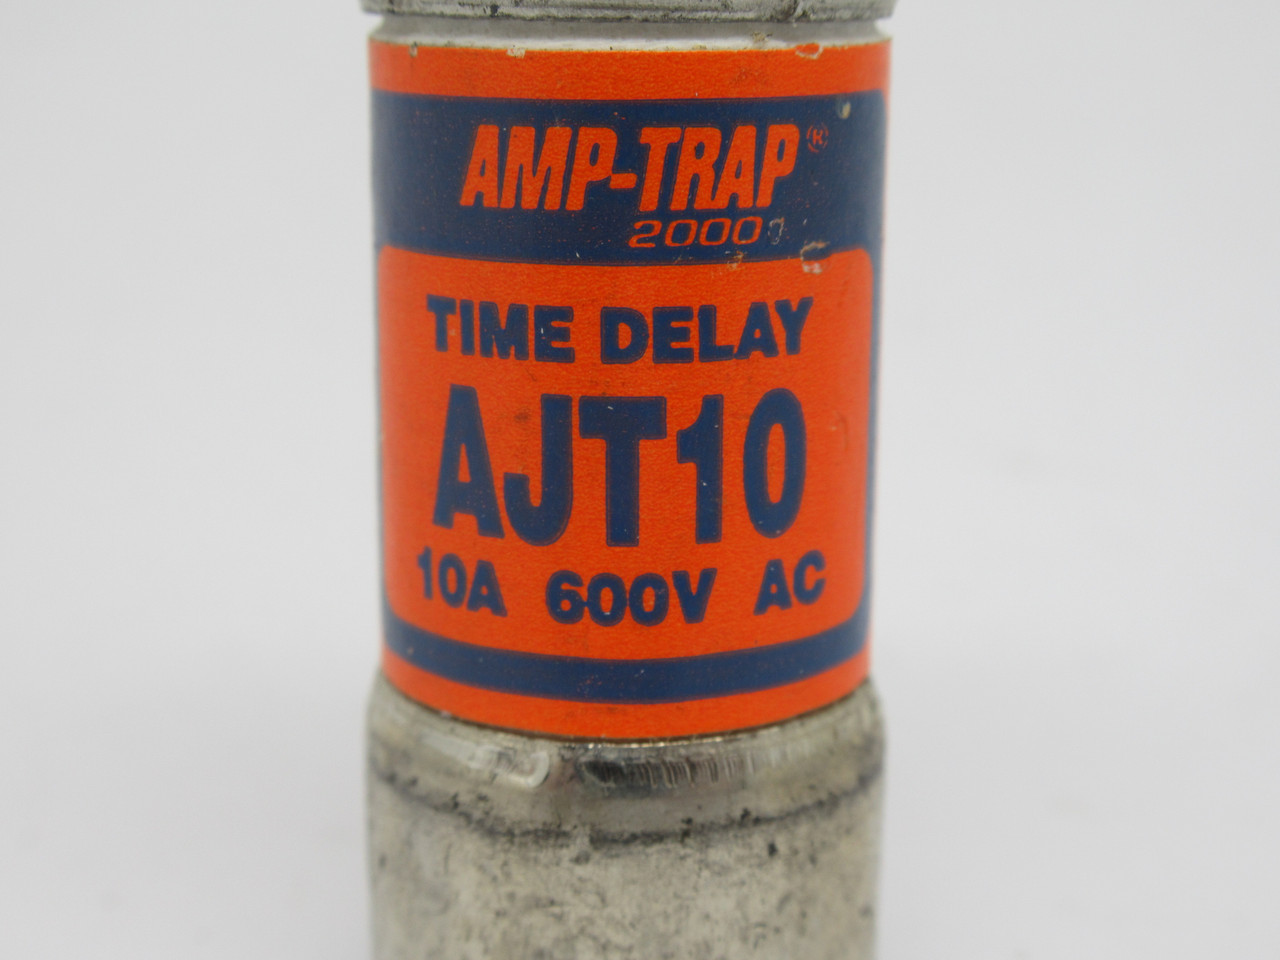 AMP-TRAP®
2000
TIME DELAY
AJT10
10A 600V AC